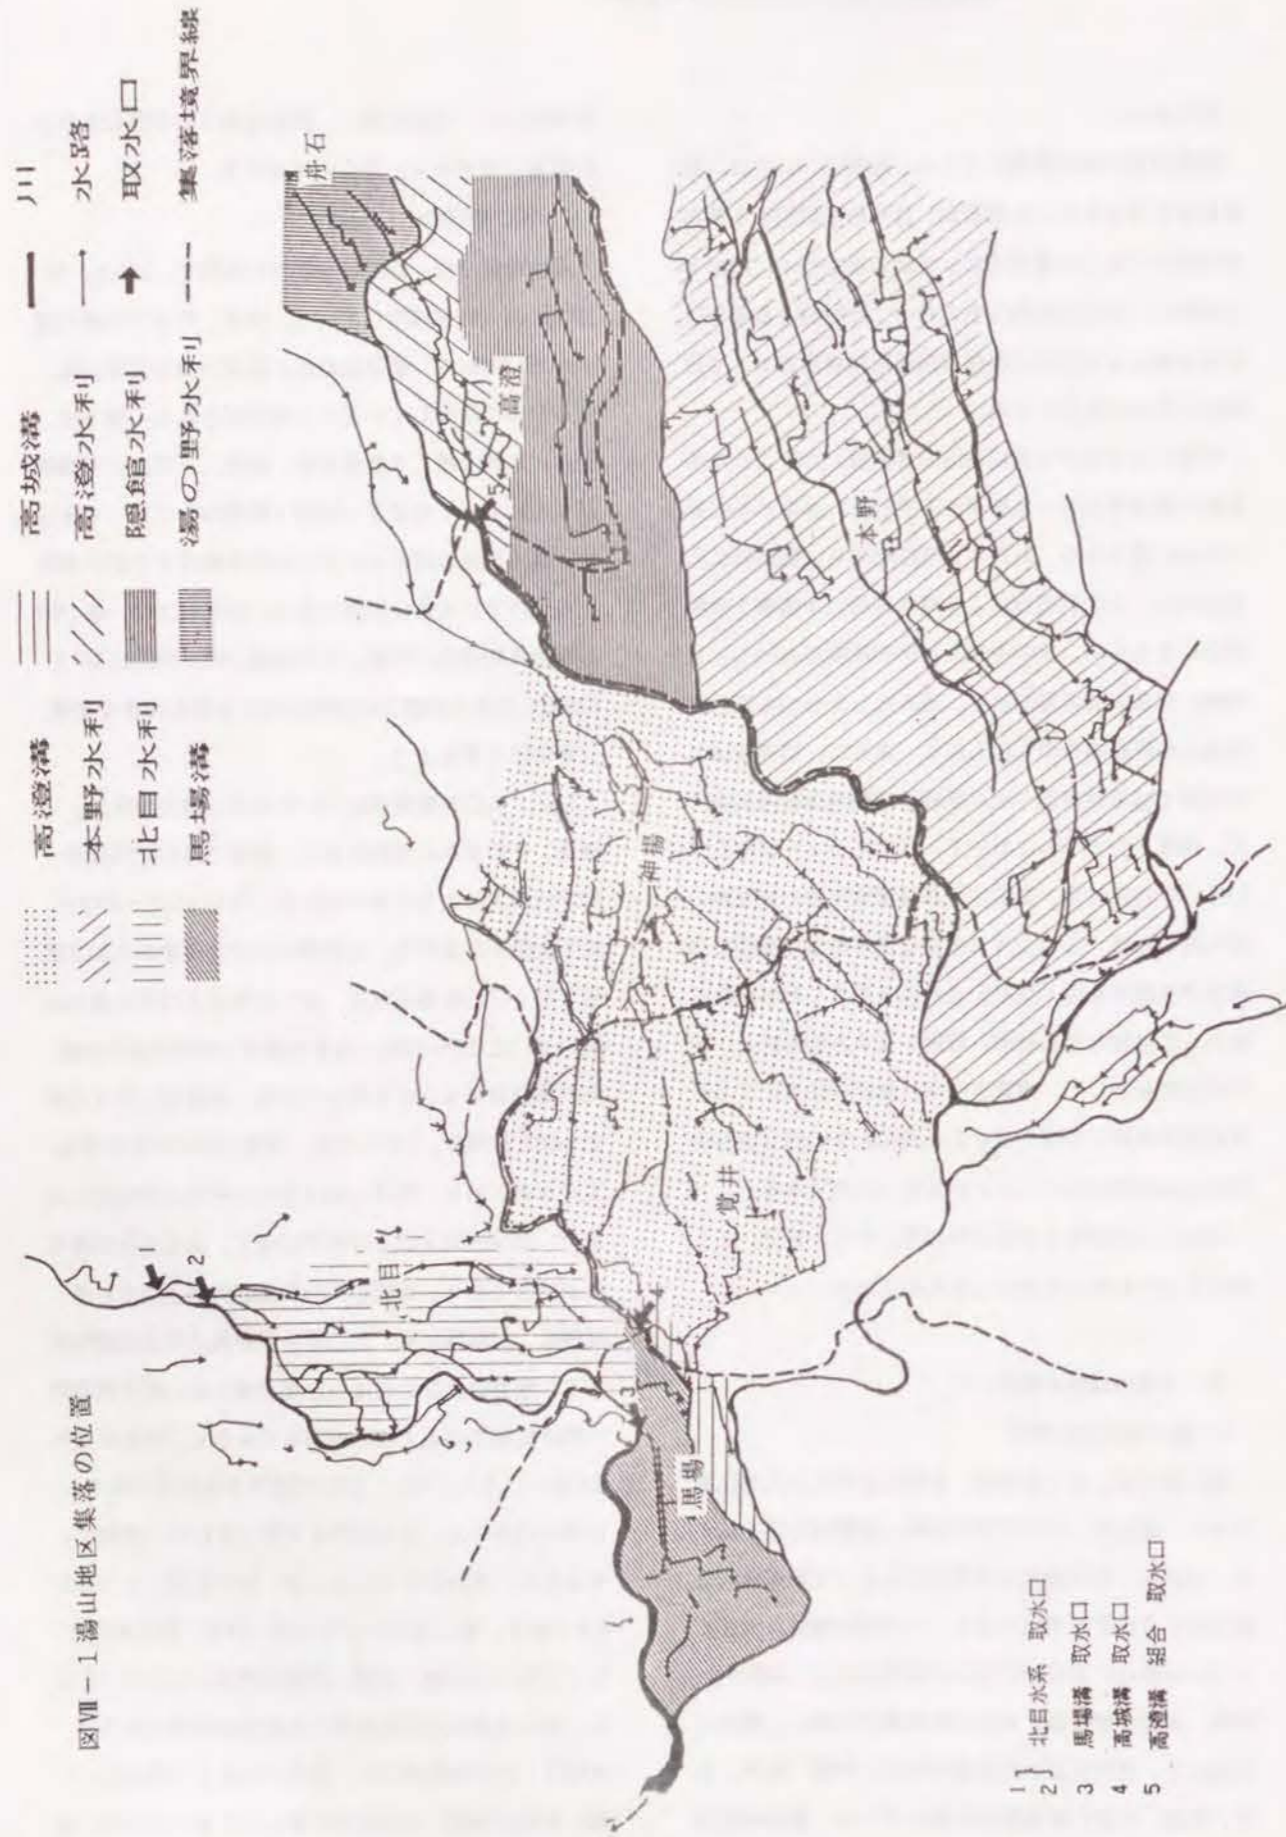 図Ⅶ－1 湯山地区集落の位置
高澄溝
本野水利
北目水利
馬場溝
高城溝
高澄水利
隠館水利
湯の野水利
川
水路
取水口
集落境界線
舟石
高澄
5
本野
神揚
覚井
北目
1
2
3
4
馬場
1
2 } 北目水系 取水口
3 馬場溝 取水口
4 高城溝 取水口
5 高澄溝 組合 取水口